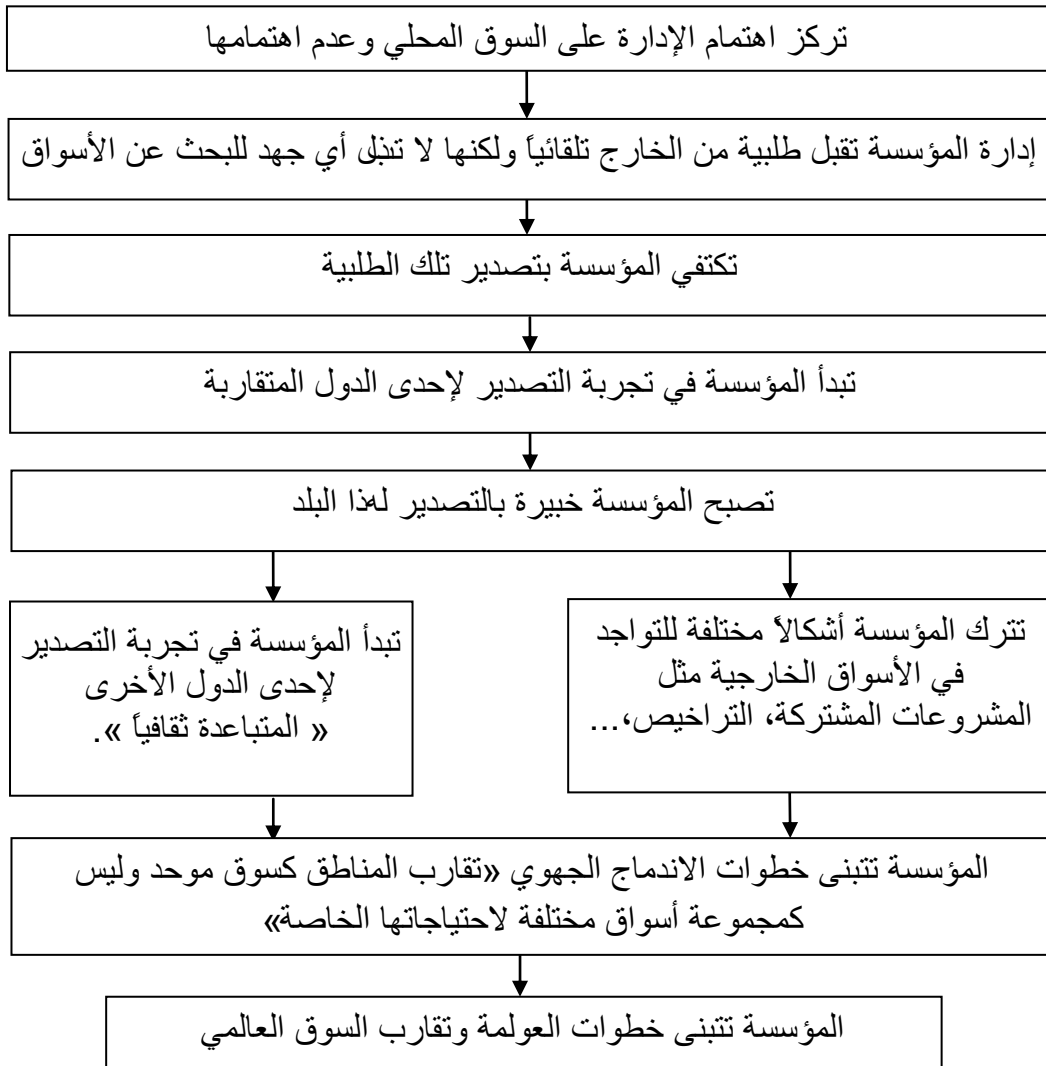 تركز اهتمام الإدارة على السوق المحلي وعدم اهتمامها
إدارة المؤسسة تقبل طلبية من الخارج تلقائياً ولكنها لا تبذل أي جهد للبحث عن الأسواق
تكتفي المؤسسة بتصدير تلك الطلبية
تبدأ المؤسسة في تجربة التصدير لإحدى الدول المتقاربة
تصبح المؤسسة خبيرة بالتصدير لهذا البلد
تترك المؤسسة أشكالاً مختلفة للتواجد
في الأسواق الخارجية مثل
المشروعات المشتركة، التراخيص،...
تبدأ المؤسسة في تجربة التصدير
لإحدى الدول الأخرى
« المتباعدة ثقافياً ».
المؤسسة تتبنى خطوات الاندماج الجهوي «تقارب المناطق كسوق موحد وليس
كمجموعة أسواق مختلفة لاحتياجاتها الخاصة»
المؤسسة تتبنى خطوات العولمة وتقارب السوق العالمي